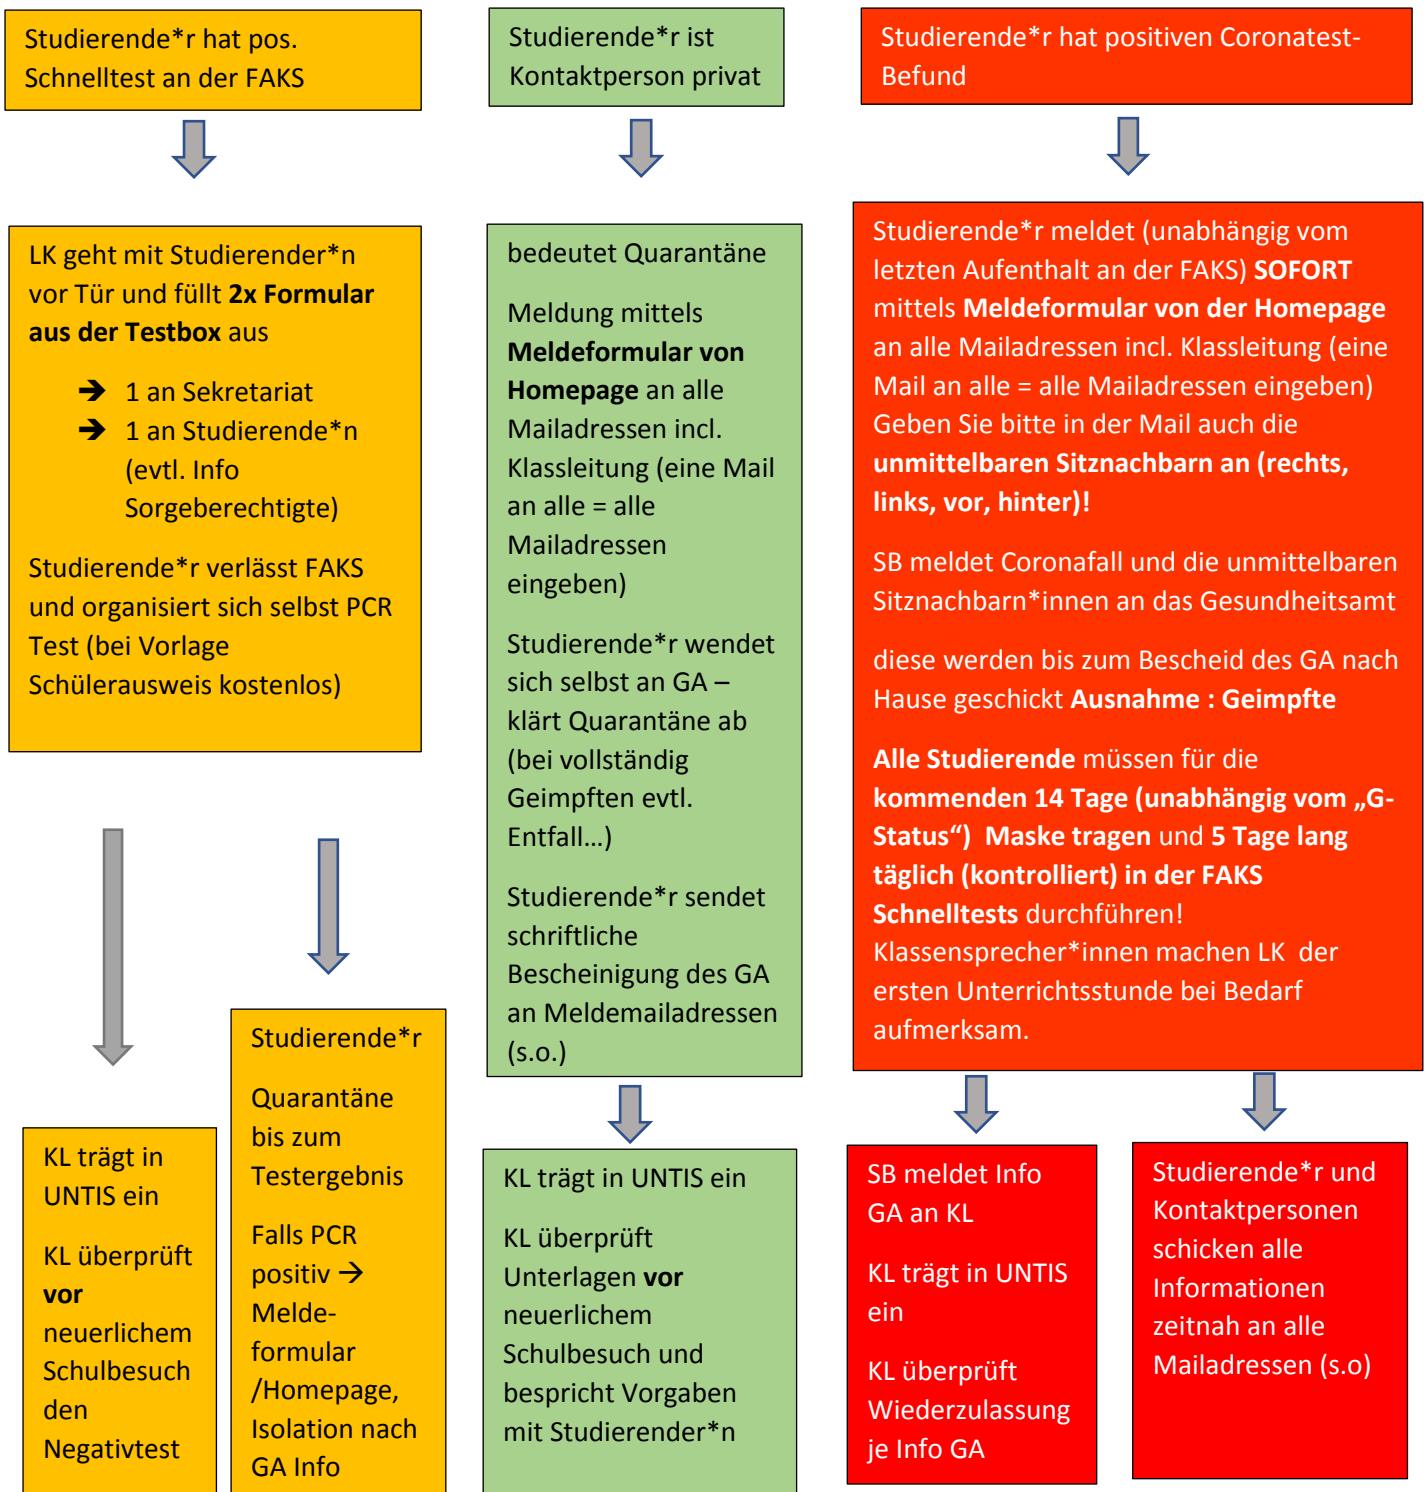 Studierende*r hat pos.
Schnelltest an der FAKS
LK geht mit Studierender*n
vor Tür und füllt 2x Formular
aus der Testbox aus
➔ 1 an Sekretariat
➔ 1 an Studierende*n
(evtl. Info
Sorgeberechtigte)
Studierende*r verlässt FAKS
und organisiert sich selbst PCR
Test (bei Vorlage
Schülerausweis kostenlos)
KL trägt in
UNTIS ein
KL überprüft
vor
neuerlichem
Schulbesuch
den
Negativtest
Studierende*r
Quarantäne
bis zum
Testergebnis
Falls PCR
positiv →
Melde-
formular
/Homepage,
Isolation nach
GA Info
Studierende*r ist
Kontaktperson privat
bedeutet Quarantäne
Meldung mittels
Meldeformular von
Homepage an alle
Mailadressen incl.
Klassleitung (eine Mail
an alle = alle
Mailadressen
eingeben)
Studierende*r wendet
sich selbst an GA –
klärt Quarantäne ab
(bei vollständig
Geimpften evtl.
Entfall…)
Studierende*r sendet
schriftliche
Bescheinigung des GA
an Meldemailadressen
(s.o.)
KL trägt in UNTIS ein
KL überprüft
Unterlagen vor
neuerlichem
Schulbesuch und
bespricht Vorgaben
mit Studierender*n
Studierende*r hat positiven Coronatest-
Befund
Studierende*r meldet (unabhängig vom
letzten Aufenthalt an der FAKS) SOFORT
mittels Meldeformular von der Homepage
an alle Mailadressen incl. Klassleitung (eine
Mail an alle = alle Mailadressen eingeben)
Geben Sie bitte in der Mail auch die
unmittelbaren Sitznachbarn an (rechts,
links, vor, hinter)!
SB meldet Coronafall und die unmittelbaren
Sitznachbarn*innen an das Gesundheitsamt
diese werden bis zum Bescheid des GA nach
Hause geschickt Ausnahme : Geimpfte
Alle Studierende müssen für die
kommenden 14 Tage (unabhängig vom „G-
Status“) Maske tragen und 5 Tage lang
täglich (kontrolliert) in der FAKS
Schnelltests durchführen!
Klassensprecher*innen machen LK der
ersten Unterrichtsstunde bei Bedarf
aufmerksam.
SB meldet Info
GA an KL
KL trägt in UNTIS
ein
KL überprüft
Wiederzulassung
je Info GA
Studierende*r und
Kontaktpersonen
schicken alle
Informationen
zeitnah an alle
Mailadressen (s.o)